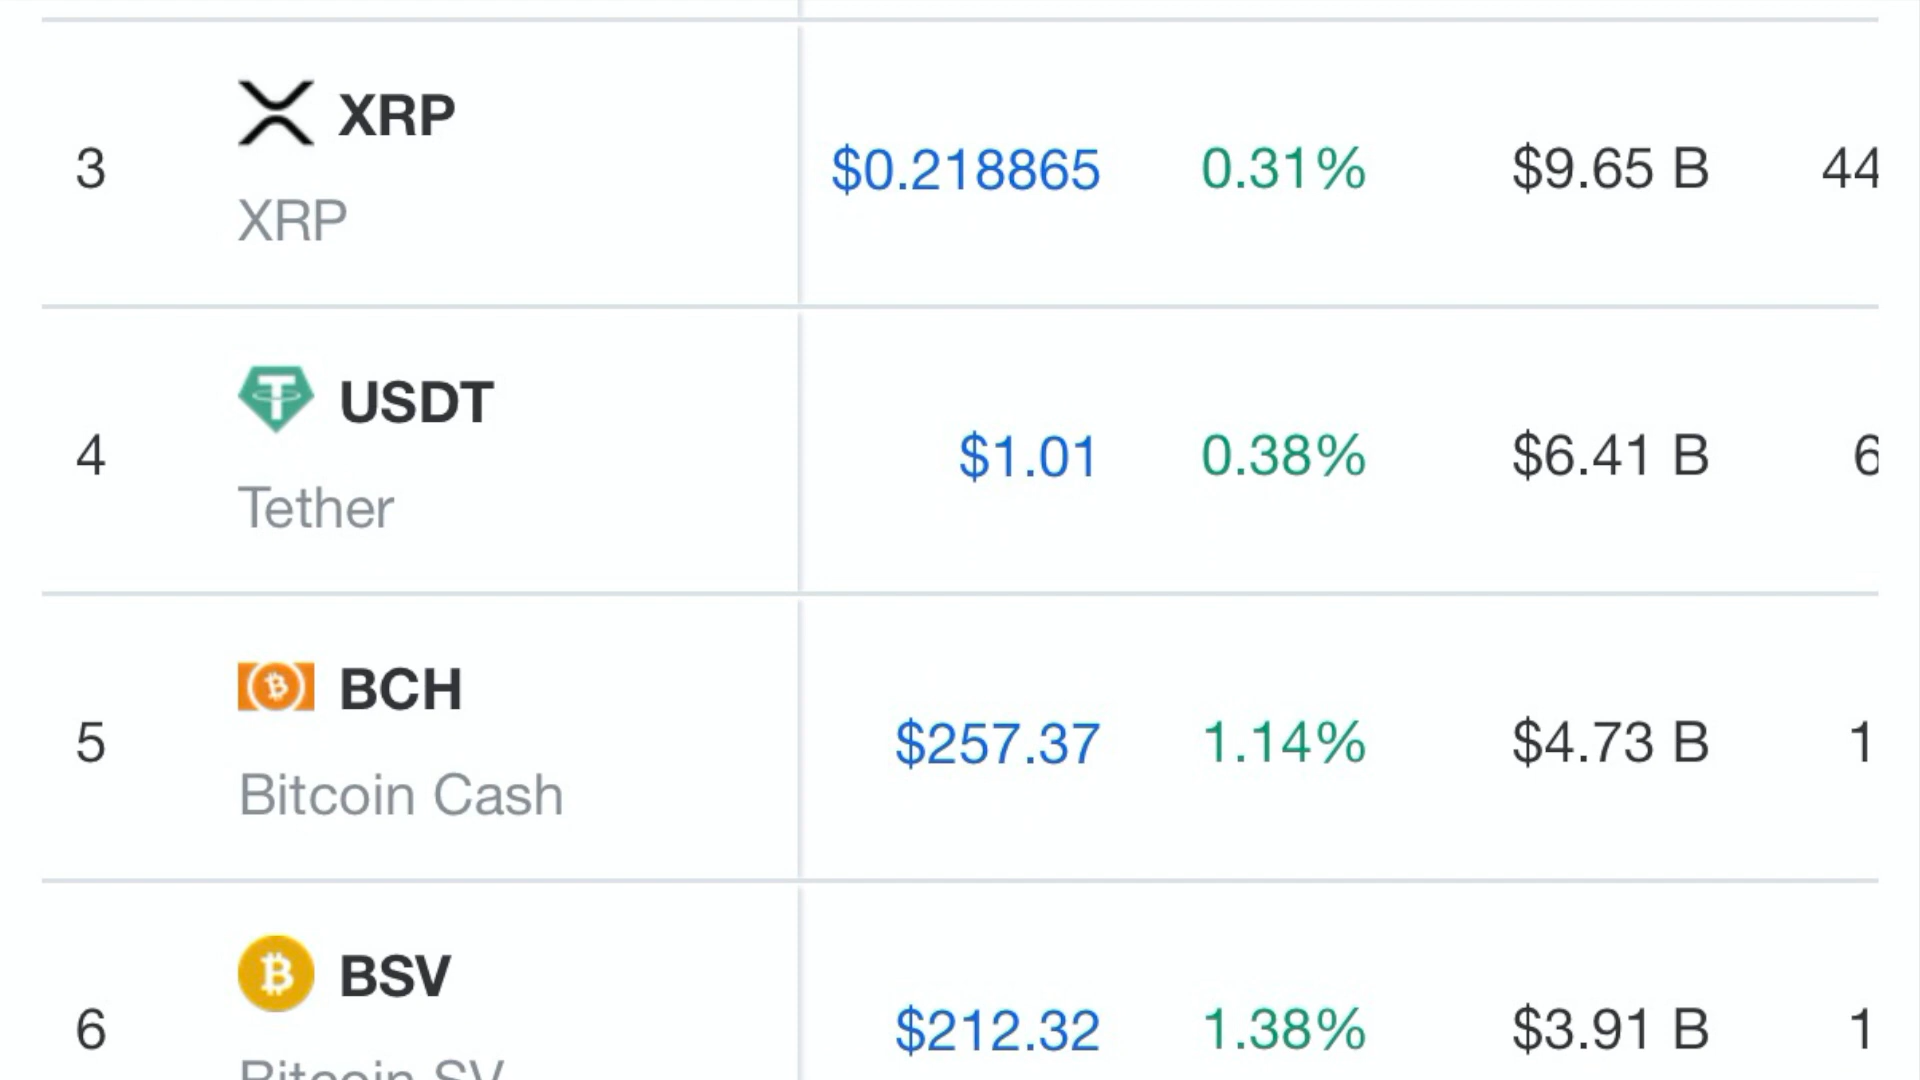 XRP
3 $0.218865 0.31% $9.65 B 44
XRP
USDT
4 $1.01 0.38% $6.41 B 6
Tether
BCH
5 $257.37 1.14% $4.73 B 1
Bitcoin Cash
BSV
6 $212.32 1.38% $3.91 B 1
Bitcoin SV